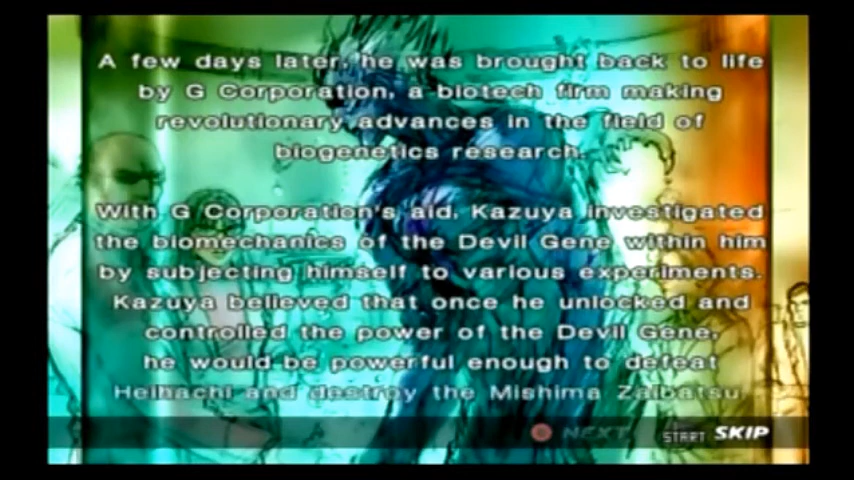 A few days later, he was brought back to life
by G Corporation, a biotech firm making
revolutionary advances in the field of
biogenetics research.
With G Corporation's aid, Kazuya investigated
the biomechanics of the Devil Gene within him
by subjecting himself to various experiments.
Kazuya believed that once he unlocked and
controlled the power of the Devil Gene,
he would be powerful enough to defeat
Heihachi and destroy the Mishima Zaibatsu
NEXT START SKIP